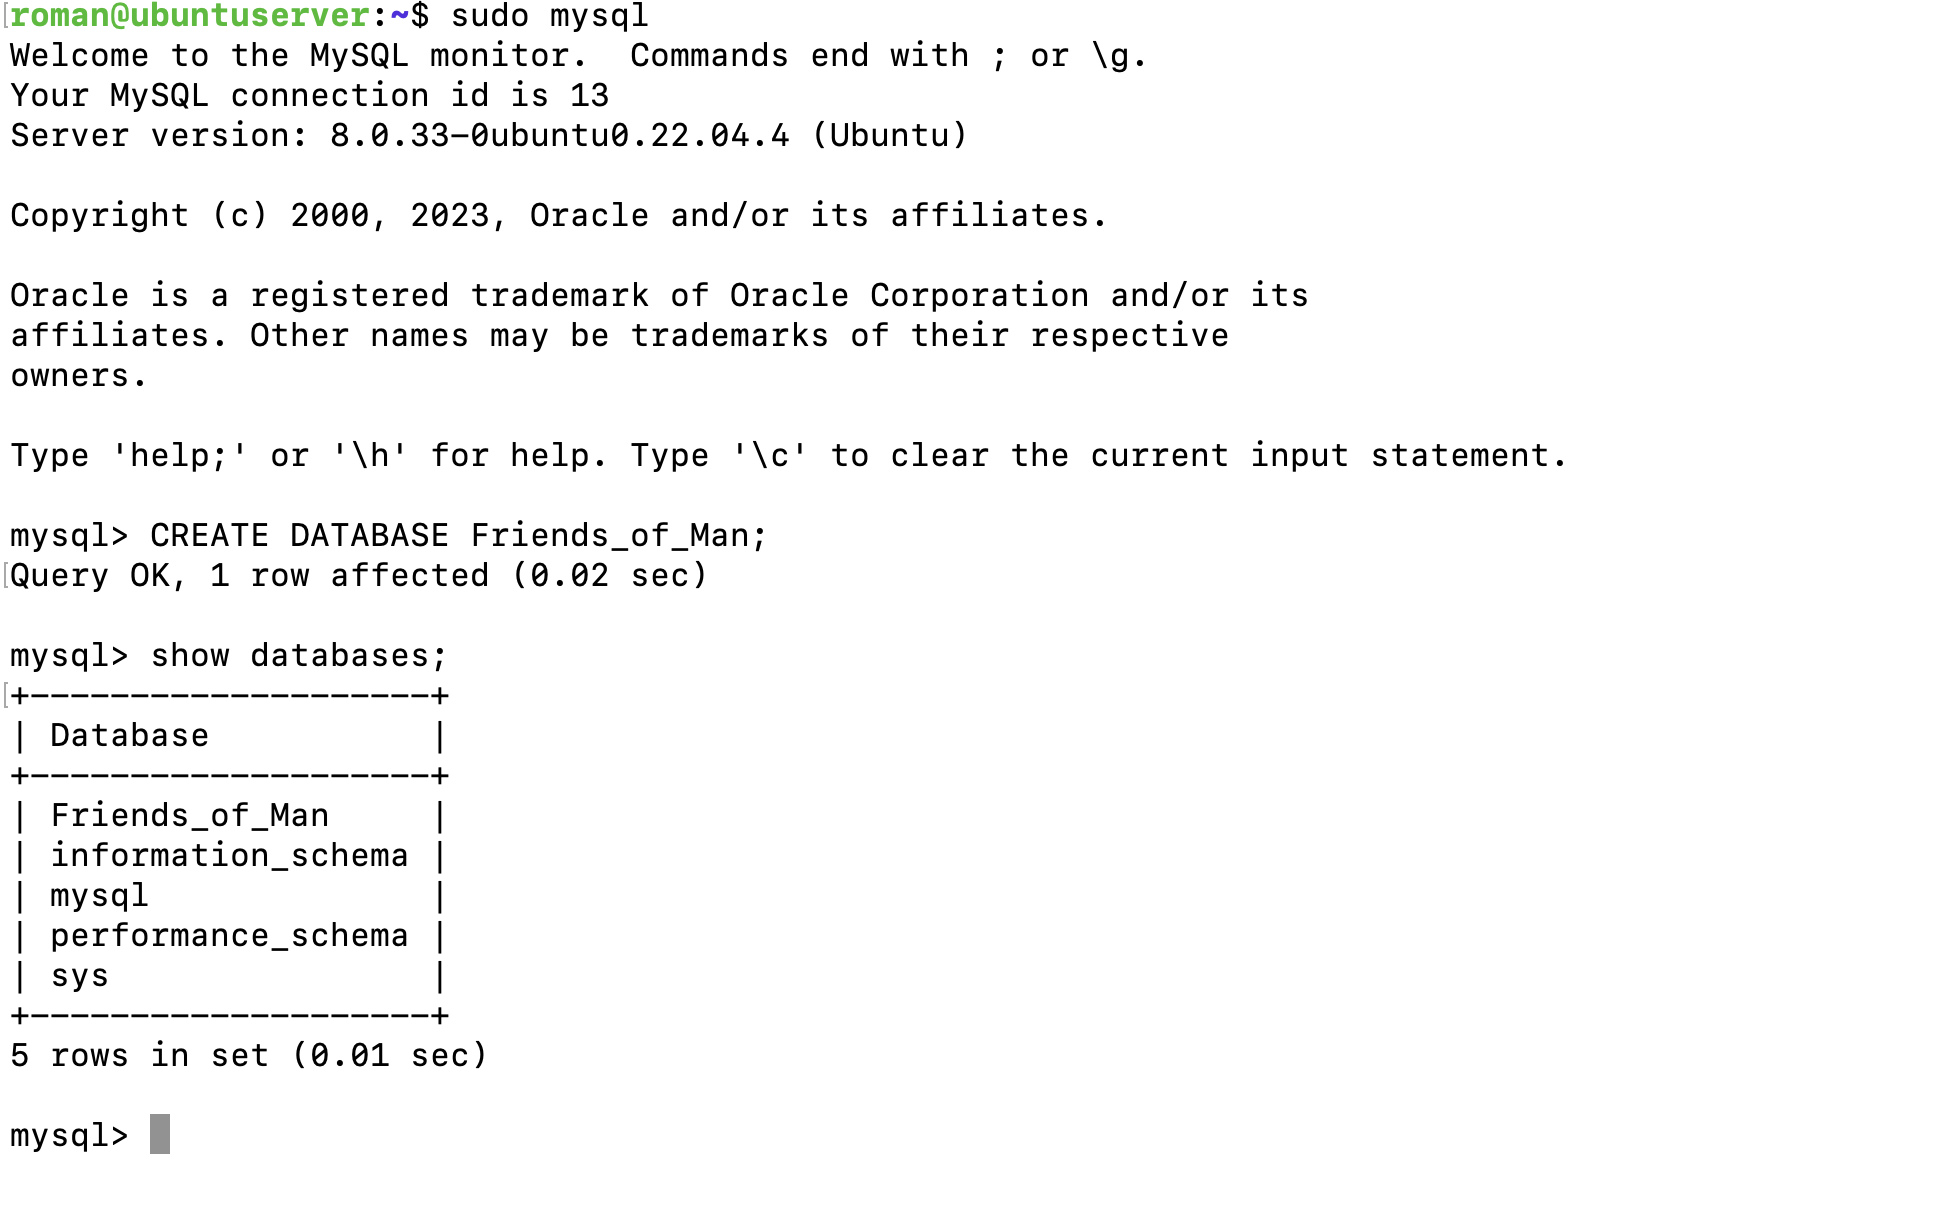 roman@ubuntuserver:~$ sudo mysql
Welcome to the MySQL monitor.  Commands end with ; or \g.
Your MySQL connection id is 13
Server version: 8.0.33-0ubuntu0.22.04.4 (Ubuntu)

Copyright (c) 2000, 2023, Oracle and/or its affiliates.

Oracle is a registered trademark of Oracle Corporation and/or its
affiliates. Other names may be trademarks of their respective
owners.

Type 'help;' or '\h' for help. Type '\c' to clear the current input statement.

mysql> CREATE DATABASE Friends_of_Man;
Query OK, 1 row affected (0.02 sec)

mysql> show databases;
+--------------------+
| Database           |
+--------------------+
| Friends_of_Man     |
| information_schema |
| mysql              |
| performance_schema |
| sys                |
+--------------------+
5 rows in set (0.01 sec)

mysql>